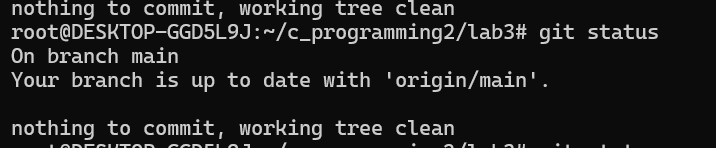 nothing to commit, working tree clean
root@DESKTOP-GGD5L9J:~/c_programming2/lab3# git status
On branch main
Your branch is up to date with 'origin/main'.
nothing to commit, working tree clean